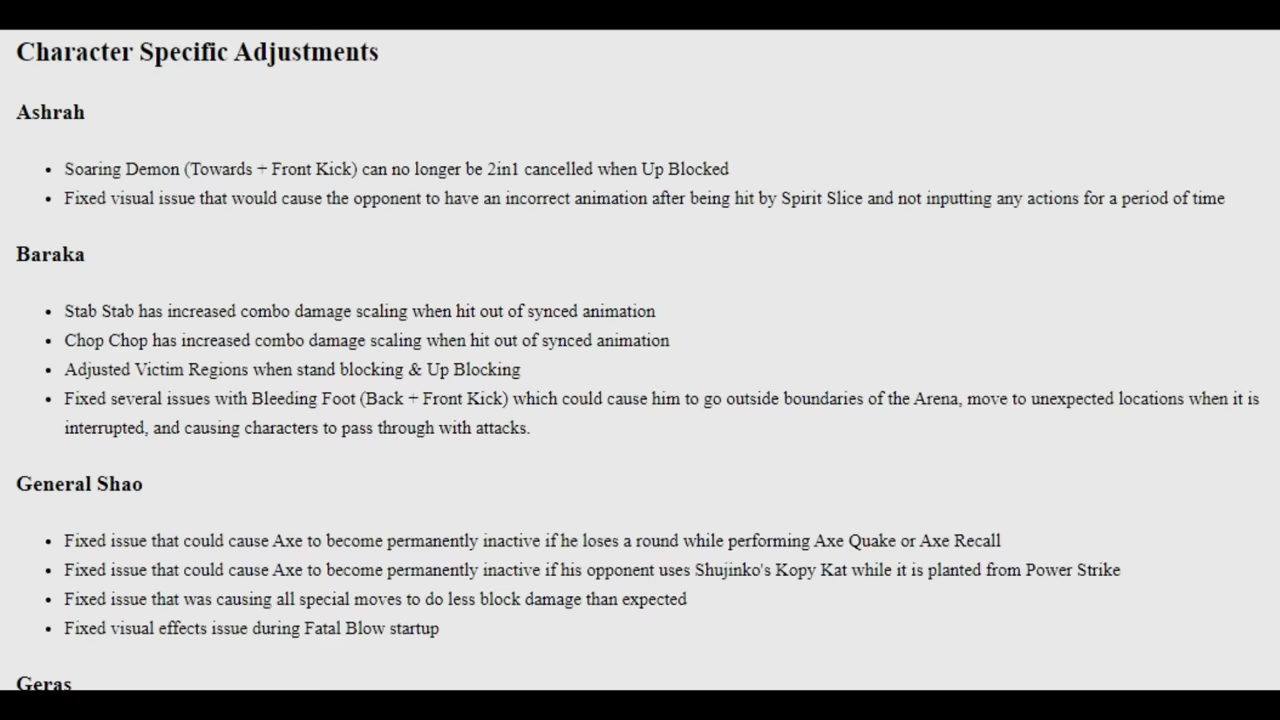 Character Specific Adjustments
Ashrah
• Soaring Demon (Towards + Front Kick) can no longer be 2in1 cancelled when Up Blocked
• Fixed visual issue that would cause the opponent to have an incorrect animation after being hit by Spirit Slice and not inputting any actions for a period of time
Baraka
• Stab Stab has increased combo damage scaling when hit out of synced animation
• Chop Chop has increased combo damage scaling when hit out of synced animation
• Adjusted Victim Regions when stand blocking & Up Blocking
• Fixed several issues with Bleeding Foot (Back + Front Kick) which could cause him to go outside boundaries of the Arena, move to unexpected locations when it is
interrupted, and causing characters to pass through with attacks.
General Shao
• Fixed issue that could cause Axe to become permanently inactive if he loses a round while performing Axe Quake or Axe Recall
• Fixed issue that could cause Axe to become permanently inactive if his opponent uses Shujinko's Kopy Kat while it is planted from Power Strike
• Fixed issue that was causing all special moves to do less block damage than expected
• Fixed visual effects issue during Fatal Blow startup
Geras